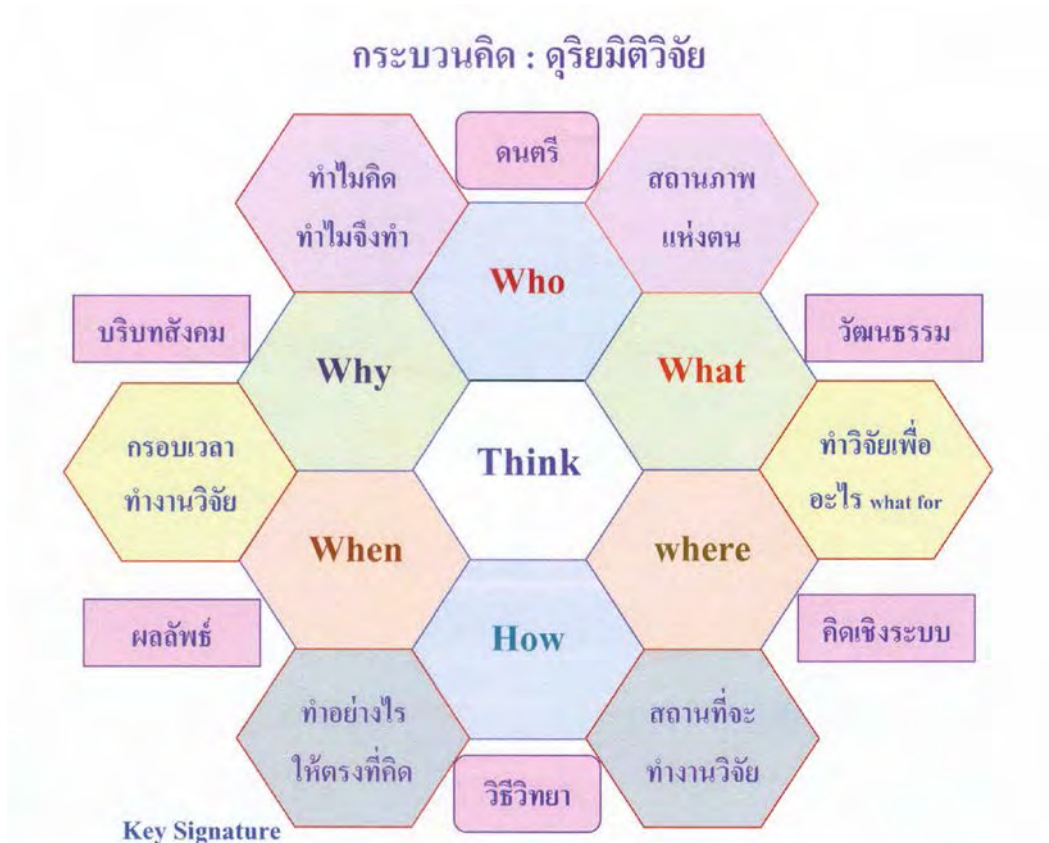 กระบวนคิด : ดุริยมิติวิจัย
ดนตรี
ทำไมคิด
ทำไมจึงทำ
สถานภาพ
แห่งตน
Who
บริบทสังคม
วัฒนธรรม
Why
What
กรอบเวลา
ทำงานวิจัย
Think
ทำวิจัยเพื่อ
อะไร what for
When
where
ผลลัพธ์
คิดเชิงระบบ
How
ทำอย่างไร
ให้ตรงที่คิด
สถานที่จะ
ทำงานวิจัย
วิธีวิทยา
Key Signature